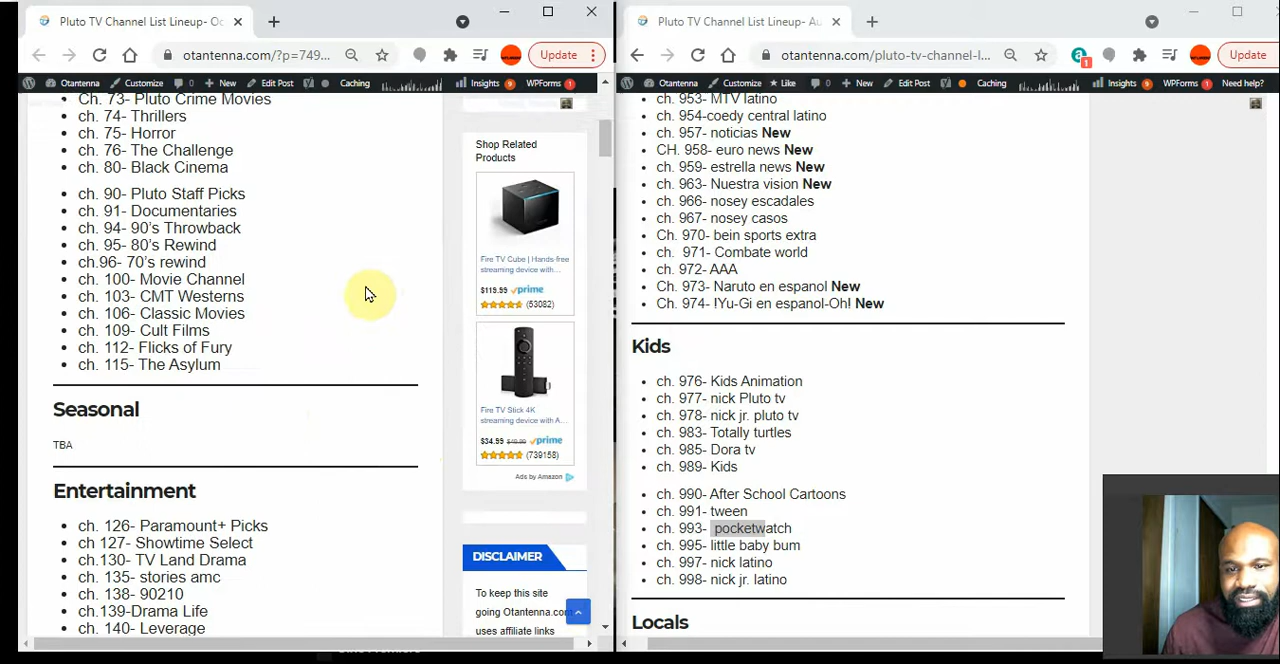 Pluto TV Channel List Lineup- Oc
otantenna.com/?p=749...
Update
Otantenna
Customize
0
New
Edit Post
Caching
Insights 9
WPForms 1
Ch. 73- Pluto Crime Movies
ch. 74- Thrillers
ch. 75- Horror
ch. 76- The Challenge
ch. 80- Black Cinema
ch. 90- Pluto Staff Picks
ch. 91- Documentaries
ch. 94- 90’s Throwback
ch. 95- 80’s Rewind
ch.96- 70’s rewind
ch. 100- Movie Channel
ch. 103- CMT Westerns
ch. 106- Classic Movies
ch. 109- Cult Films
ch. 112- Flicks of Fury
ch. 115- The Asylum
Seasonal
TBA
Entertainment
ch. 126- Paramount+ Picks
ch 127- Showtime Select
ch.130- TV Land Drama
ch. 135- stories amc
ch. 138- 90210
ch.139-Drama Life
ch. 140- Leverage
Shop Related
Products
Fire TV Cube | Hands-free
streaming device with...
$119.99 prime
(53082)
Fire TV Stick 4K
streaming device with A...
$34.99 $49.99 prime
(739158)
Ads by Amazon
DISCLAIMER
To keep this site
going Otantenna.com
uses affiliate links
Pluto TV Channel List Lineup- Au
otantenna.com/pluto-tv-channel-l...
1
Update
Otantenna
Customize
Like
0
New
Edit Post
Caching
Insights 9
WPForms 1
Need help?
ch. 953- MTV latino
ch. 954-coedy central latino
ch. 957- noticias New
CH. 958- euro news New
ch. 959- estrella news New
ch. 963- Nuestra vision New
ch. 966- nosey escadales
ch. 967- nosey casos
Ch. 970- bein sports extra
ch. 971- Combate world
ch. 972- AAA
Ch. 973- Naruto en espanol New
Ch. 974- !Yu-Gi en espanol-Oh! New
Kids
ch. 976- Kids Animation
ch. 977- nick Pluto tv
ch. 978- nick jr. pluto tv
ch. 983- Totally turtles
ch. 985- Dora tv
ch. 989- Kids
ch. 990- After School Cartoons
ch. 991- tween
ch. 993- pocketwatch
ch. 995- little baby bum
ch. 997- nick latino
ch. 998- nick jr. latino
Locals